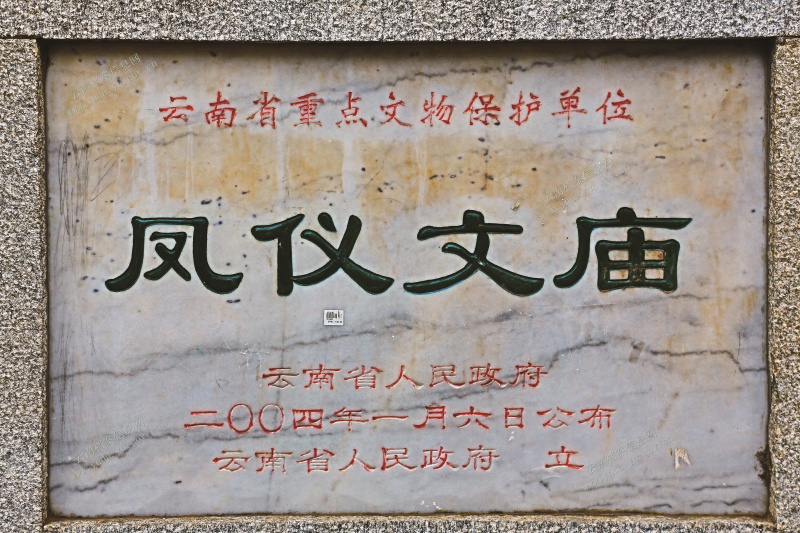 云南省重点文物保护单位
凤仪文庙
云南省人民政府
二〇〇四年一月六日公布
云南省人民政府 立